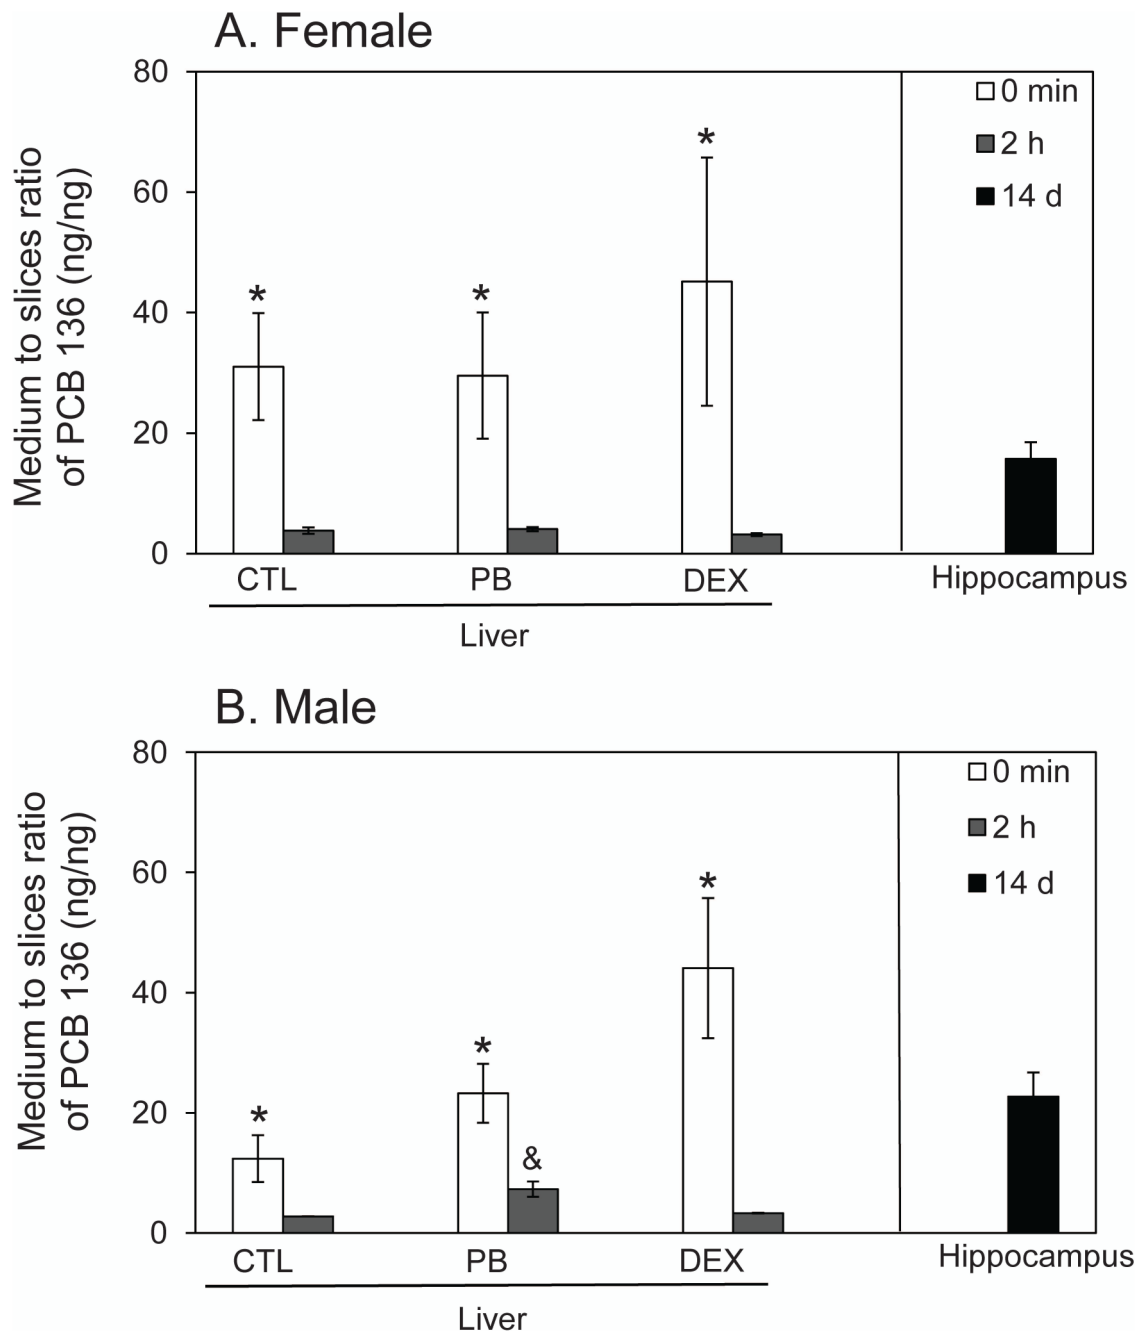 A. Female
Medium to slices ratio
of PCB 136 (ng/ng)
80
60
40
20
0
*
*
*
0 min
2 h
14 d
CTL
PB
DEX
Hippocampus
Liver
B. Male
Medium to slices ratio
of PCB 136 (ng/ng)
80
60
40
20
0
*
*
&
*
0 min
2 h
14 d
CTL
PB
DEX
Hippocampus
Liver